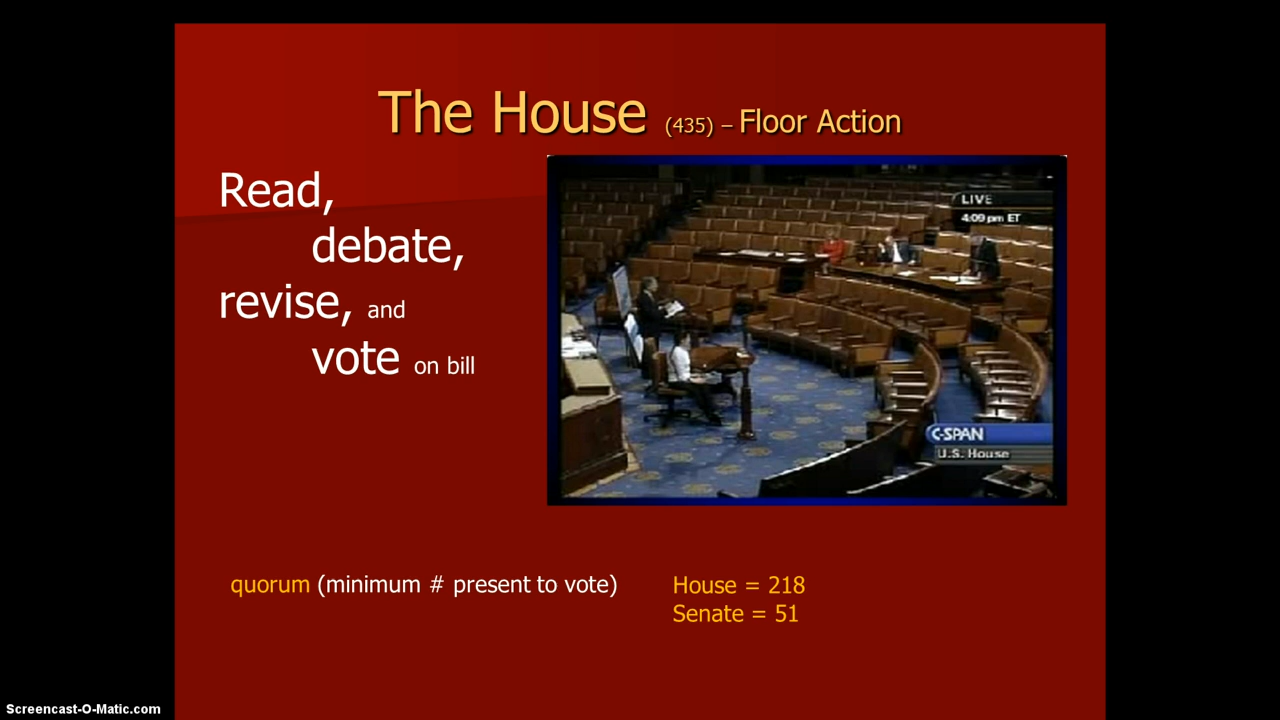 The House (435) – Floor Action
Read,
debate,
revise, and
vote on bill
LIVE
4:09 pm ET
C-SPAN
U.S. House
quorum (minimum # present to vote)
House = 218
Senate = 51
Screencast-O-Matic.com